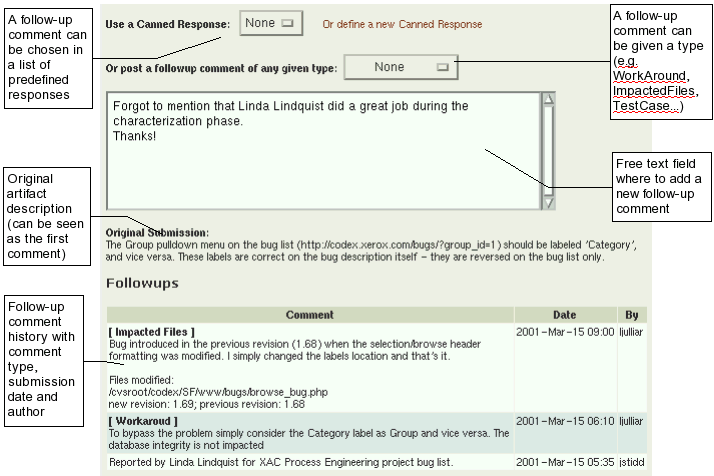 A follow-up
comment can
be chosen in
a list of
predefined
responses
Use a Canned Response: None Or define a new Canned Response
Or post a followup comment of any given type: None
A follow-up
comment can
be given a type
(e.g.
WorkAround,
ImpactedFiles,
TestCase...)
Forgot to mention that Linda Lindquist did a great job during the
characterization phase.
Thanks!
Free text field
where to add a
new follow-up
comment
Original
artifact
description
(can be seen
as the first
comment)
Original Submission:
The Group pulldown menu on the bug list (http://codex.xerox.com/bugs/?group_id=1) should be labeled 'Category',
and vice versa. These labels are correct on the bug description itself - they are reversed on the bug list only.
Followups
Follow-up
comment
history with
comment
type,
submission
date and
author
Comment Date By
[ Impacted Files ] 2001-Mar-15 09:00 ljulliar
Bug introduced in the previous revision (1.68) when the selection/browse header
formatting was modified. I simply changed the labels location and that's it.
Files modified:
/cvsroot/codex/SF/www/bugs/browse_bug.php
new revision: 1.69; previous revision: 1.68
[ Workaroud ] 2001-Mar-15 06:10 ljulliar
To bypass the problem simply consider the Category label as Group and vice versa. The
database integrity is not impacted
Reported by Linda Lindquist for XAC Process Engineering project bug list. 2001-Mar-15 05:35 jstidd